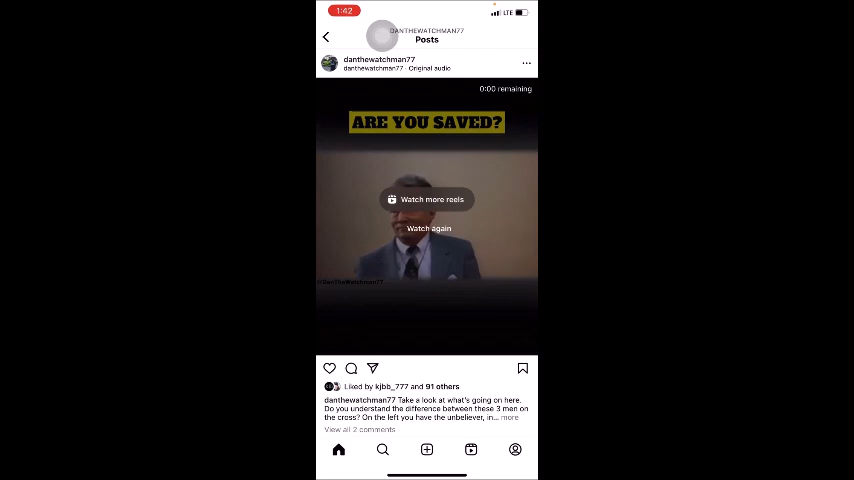 1:42
LTE
DANTHEWATCHMAN77
Posts
danthewatchman77
danthewatchman77 · Original audio
0:00 remaining
ARE YOU SAVED?
Watch more reels
Watch again
@DanTheWatchman77
Liked by kjbb_777 and 91 others
danthewatchman77 Take a look at what's going on here.
Do you understand the difference between these 3 men on
the cross? On the left you have the unbeliever, in... more
View all 2 comments